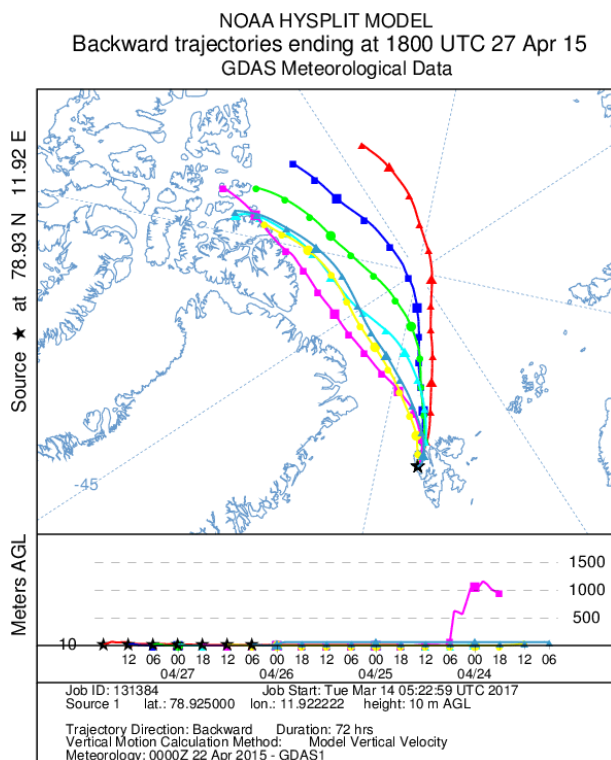 NOAA HYSPLIT MODEL
Backward trajectories ending at 1800 UTC 27 Apr 15
GDAS Meteorological Data
Source ★ at 78.93 N 11.92 E
-45
Meters AGL
1500
1000
500
10
12 06 00 18 12 06 00 18 12 06 00 18 12 06 00 18 12 06
04/27 04/26 04/25 04/24
Job ID: 131384 Job Start: Tue Mar 14 05:22:59 UTC 2017
Source 1 lat.: 78.925000 lon.: 11.922222 height: 10 m AGL
Trajectory Direction: Backward Duration: 72 hrs
Vertical Motion Calculation Method: Model Vertical Velocity
Meteorology: 0000Z 22 Apr 2015 - GDAS1